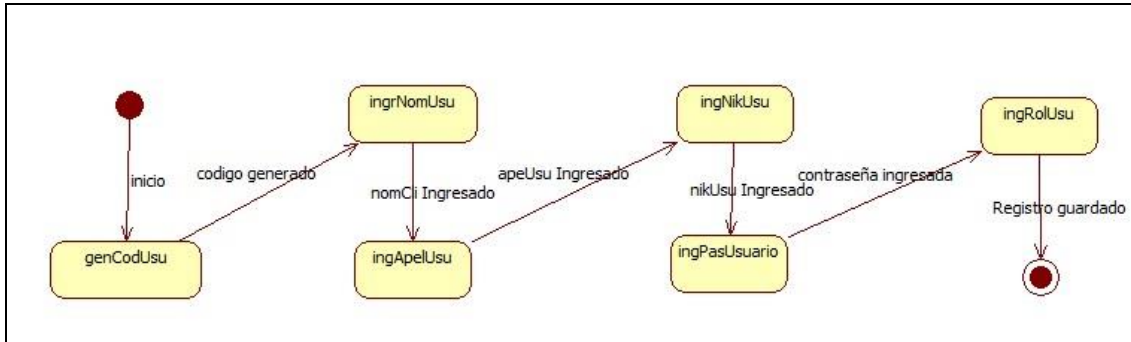 inicio
genCodUsu
codigo generado
ingrNomUsu
nomCli Ingresado
ingApelUsu
apeUsu Ingresado
ingNikUsu
nikUsu Ingresado
ingPasUsuario
contraseña ingresada
ingRolUsu
Registro guardado